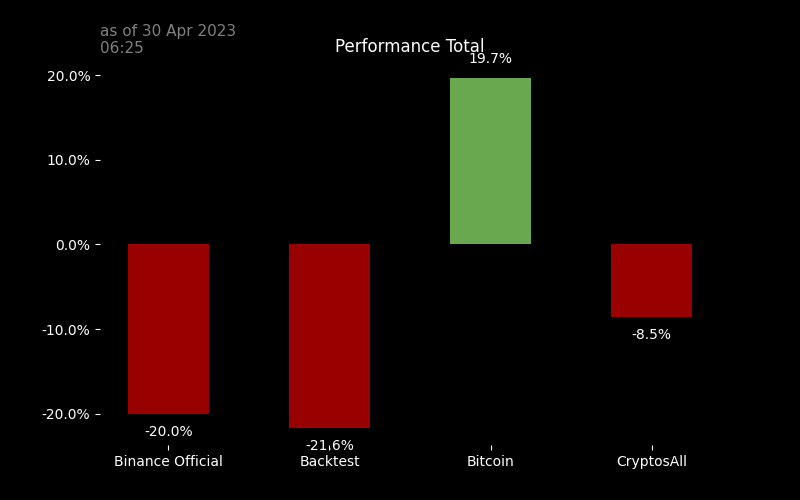 as of 30 Apr 2023
06:25
Performance Total
19.7%
20.0%
10.0%
0.0%
-10.0%
-8.5%
-20.0%
-20.0%
-21.6%
Binance Official
Backtest
Bitcoin
CryptosAll